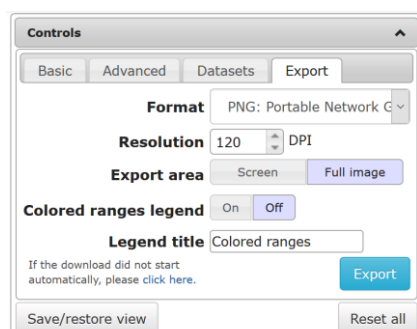 Controls
Basic Advanced Datasets Export
Format PNG: Portable Network G
Resolution 120 DPI
Export area Screen Full image
Colored ranges legend On Off
Legend title Colored ranges
If the download did not start
automatically, please click here.
Export
Save/restore view Reset all